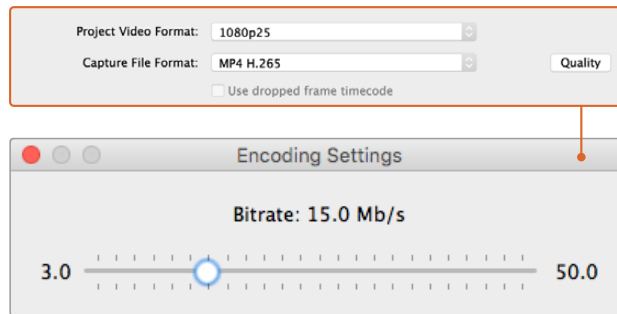 Project Video Format: 1080p25
Capture File Format: MP4 H.265 Quality
Use dropped frame timecode
Encoding Settings
Bitrate: 15.0 Mb/s
3.0 50.0